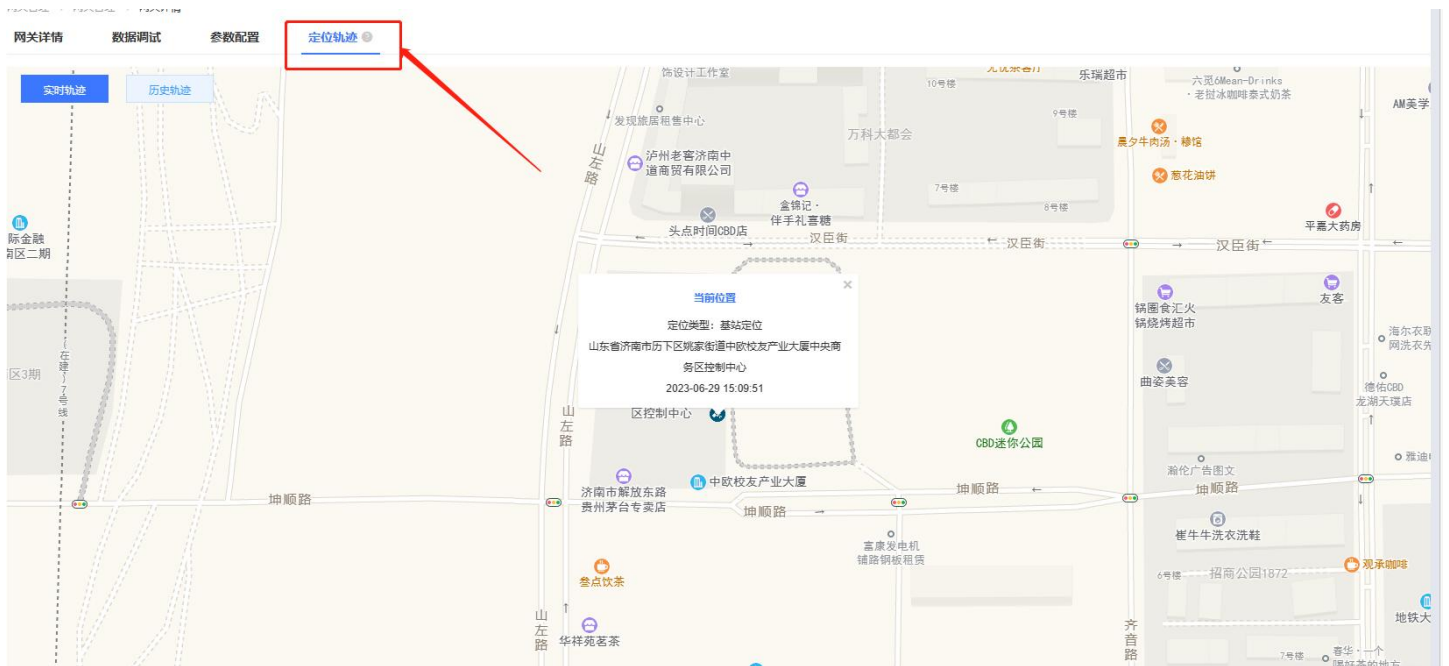 网关详情
数据调试
参数配置
定位轨迹
实时轨迹
历史轨迹
饰设计工作室
10号楼
乐瑞超市
六觅6Mean-Drinks
·老挝冰咖啡泰式奶茶
AM美学
发现旅居租售中心
9号楼
万科大都会
晨夕牛肉汤·糁馆
山左路
泸州老窖济南中
道商贸有限公司
葱花油饼
7号楼
盒锦记·
伴手礼喜糖
8号楼
平嘉大药房
头点时间CBD店
汉臣街
汉臣街
汉臣街
际金融
南区二期
当前位置
友客
锅圈食汇火
锅烧烤超市
定位类型：基站定位
山东省济南市历下区姚家街道中欧校友产业大厦中央商
务区控制中心
2023-06-29 15:09:51
海尔衣联
网洗衣先
(在建)7号线
区3期
曲姿美容
德佑CBD
龙湖天璞店
山左路
区控制中心
CBD迷你公园
瀚伦广告图文
雅迪
中欧校友产业大厦
济南市解放东路
贵州茅台专卖店
坤顺路
坤顺路
坤顺路
坤顺路
崔牛牛洗衣洗鞋
富康发电机
铺路钢板租赁
叁点饮茶
6号楼
招商公园1872
观承咖啡
山左路
华祥苑茗茶
齐音路
地铁大
7号楼
春华·一个